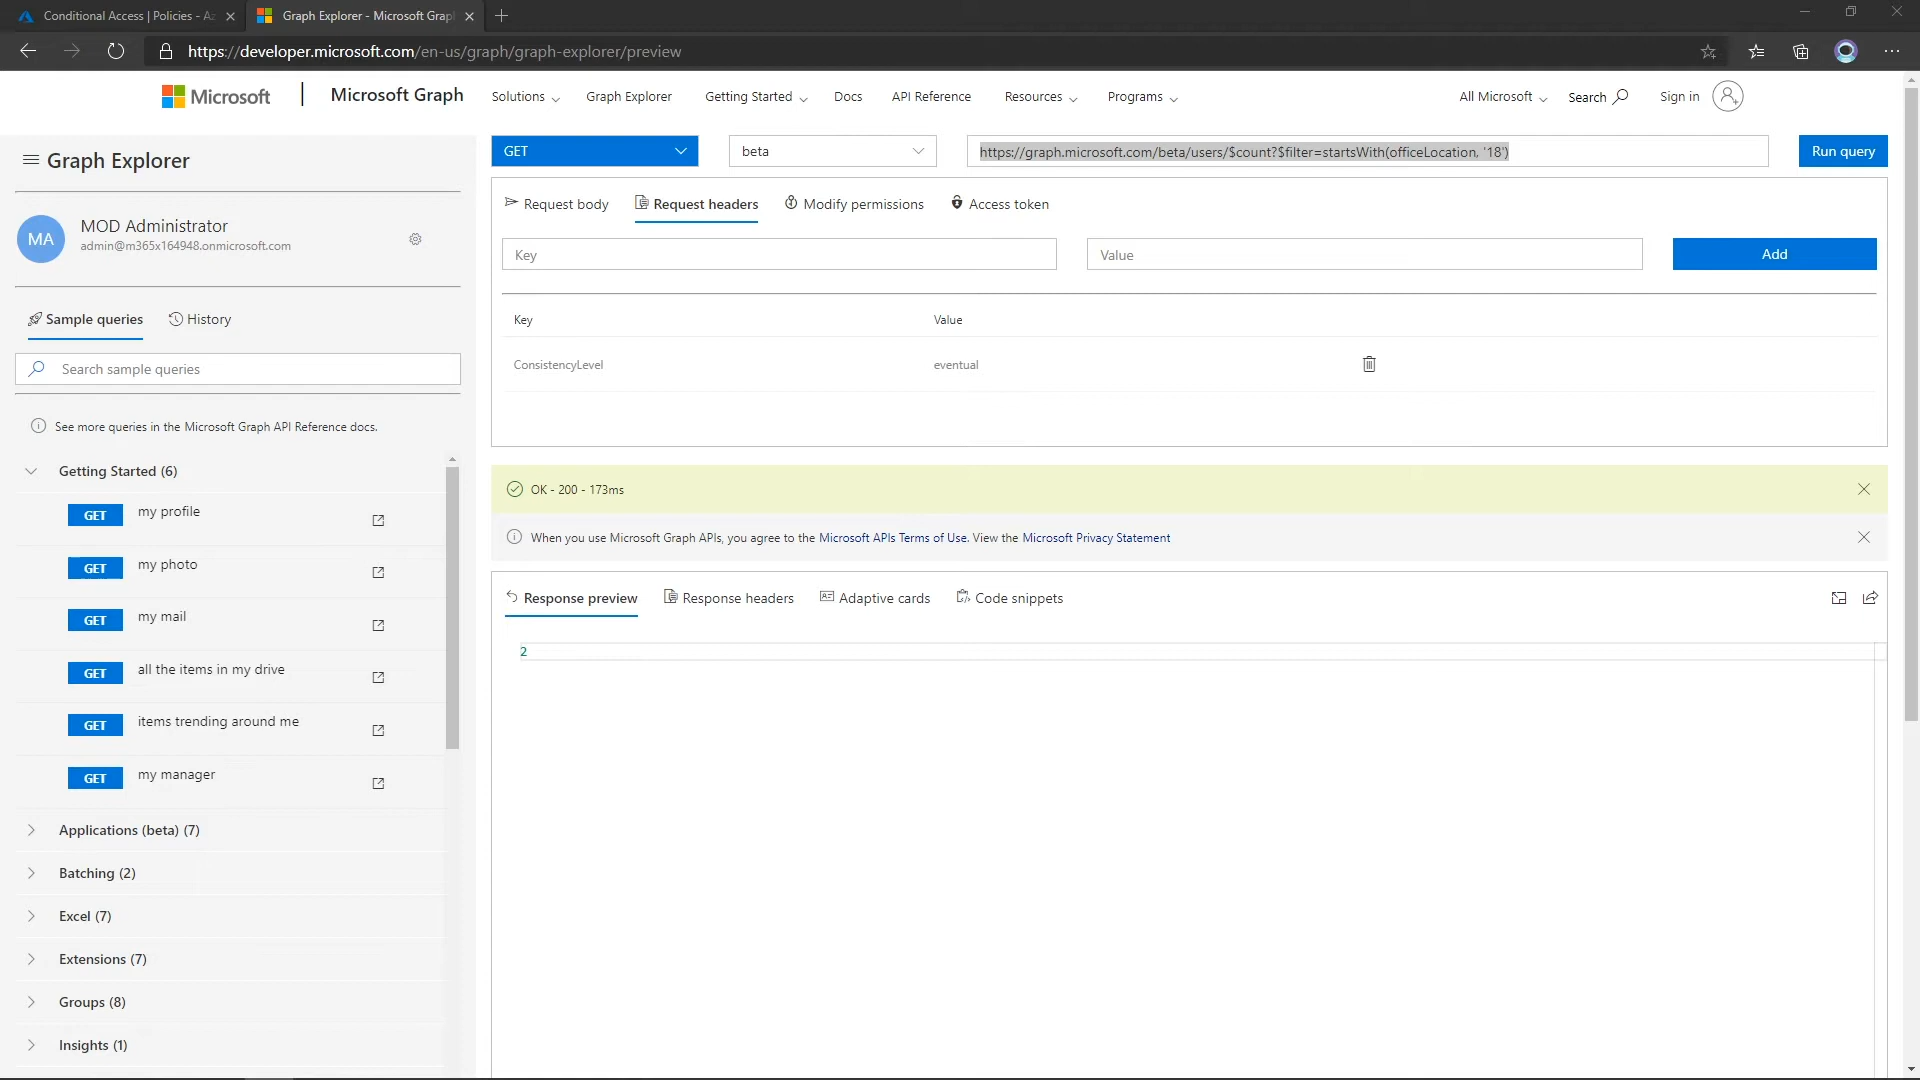 Conditional Access | Policies - Az
Graph Explorer - Microsoft Graph
https://developer.microsoft.com/en-us/graph/graph-explorer/preview
Microsoft
Microsoft Graph
Solutions
Graph Explorer
Getting Started
Docs
API Reference
Resources
Programs
All Microsoft
Search
Sign in
Graph Explorer
GET
beta
https://graph.microsoft.com/beta/users/$count?$filter=startsWith(officeLocation, '18')
Run query
MA
MOD Administrator
admin@m365x164948.onmicrosoft.com
Request body
Request headers
Modify permissions
Access token
Key
Value
Add
Key
Value
ConsistencyLevel
eventual
Sample queries
History
Search sample queries
See more queries in the Microsoft Graph API Reference docs.
Getting Started (6)
GET my profile
GET my photo
GET my mail
GET all the items in my drive
GET items trending around me
GET my manager
Applications (beta) (7)
Batching (2)
Excel (7)
Extensions (7)
Groups (8)
Insights (1)
OK - 200 - 173ms
When you use Microsoft Graph APIs, you agree to the Microsoft APIs Terms of Use. View the Microsoft Privacy Statement
Response preview
Response headers
Adaptive cards
Code snippets
2